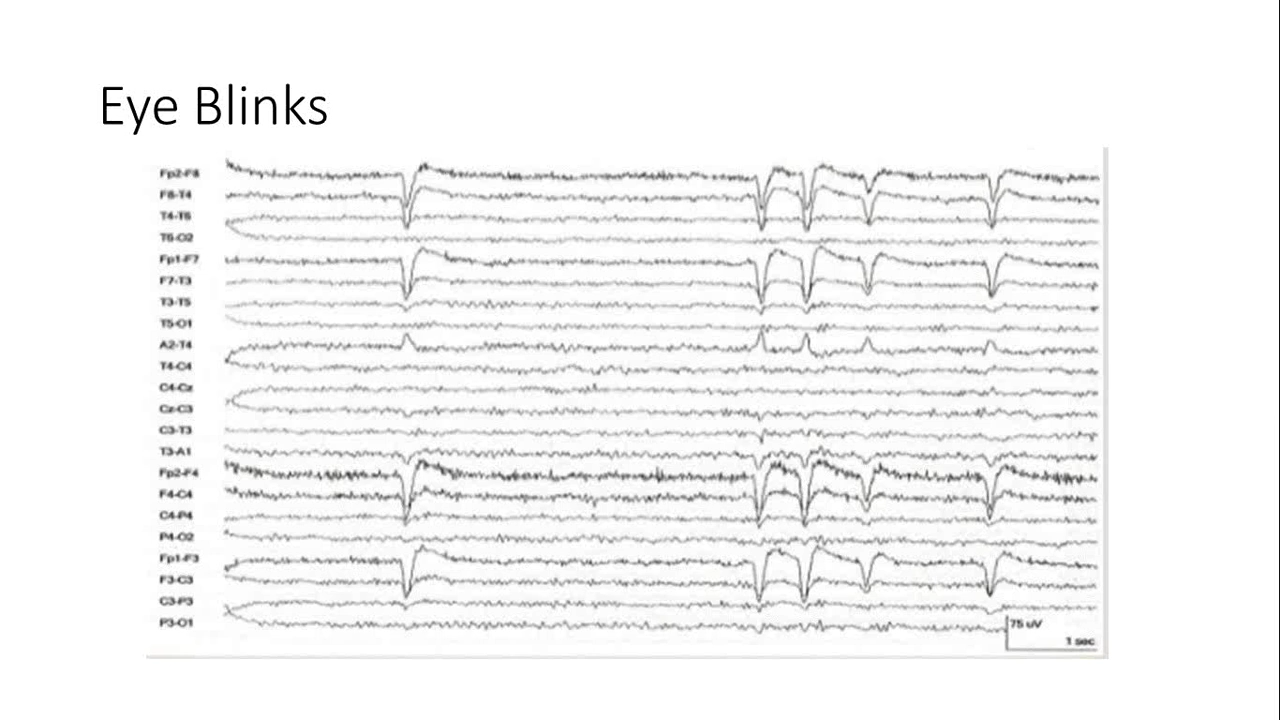 Eye Blinks
Fp2-F8
F8-T4
T4-T6
T6-O2
Fp1-F7
F7-T3
T3-T5
T5-O1
A2-T4
T4-C4
C4-Cz
Cz-C3
C3-T3
T3-A1
Fp2-F4
F4-C4
C4-P4
P4-O2
Fp1-F3
F3-C3
C3-P3
P3-O1
75 uV
1 sec